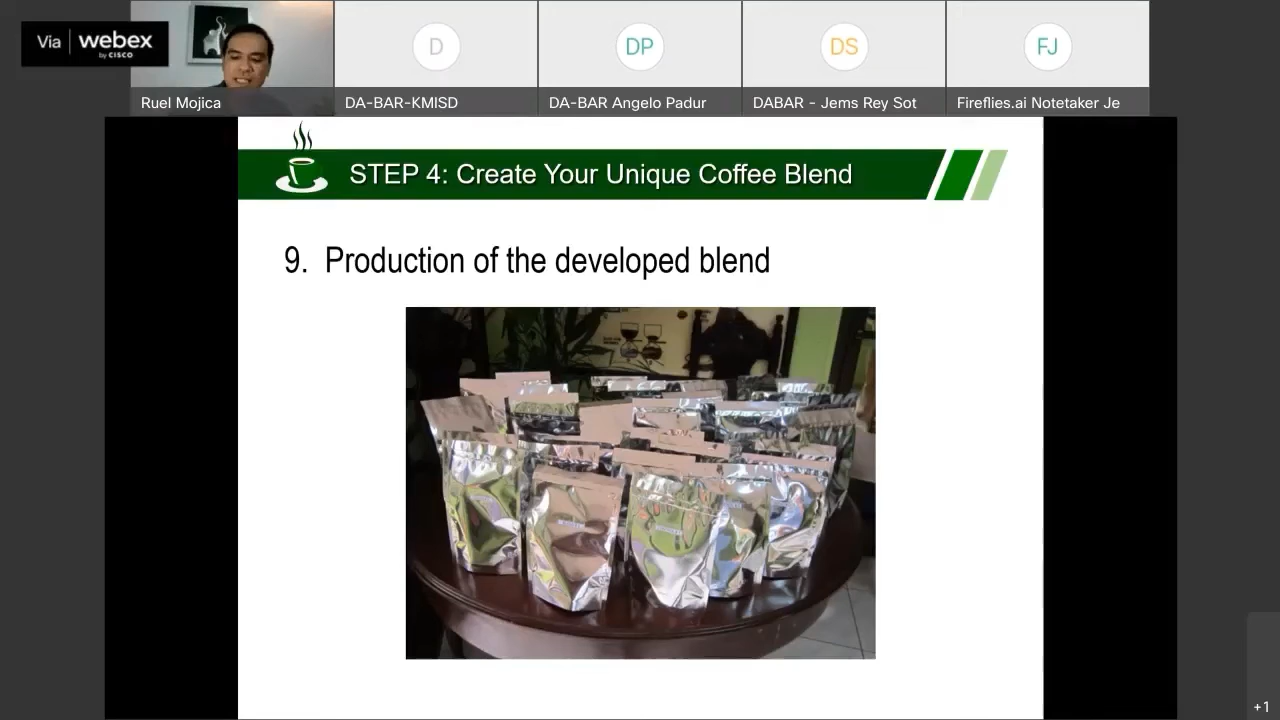 Via webex
by CISCO
D
DP
DS
FJ
Ruel Mojica
DA-BAR-KMISD
DA-BAR Angelo Padur
DABAR - Jems Rey Sot
Fireflies.ai Notetaker Je
STEP 4: Create Your Unique Coffee Blend
9. Production of the developed blend
+1